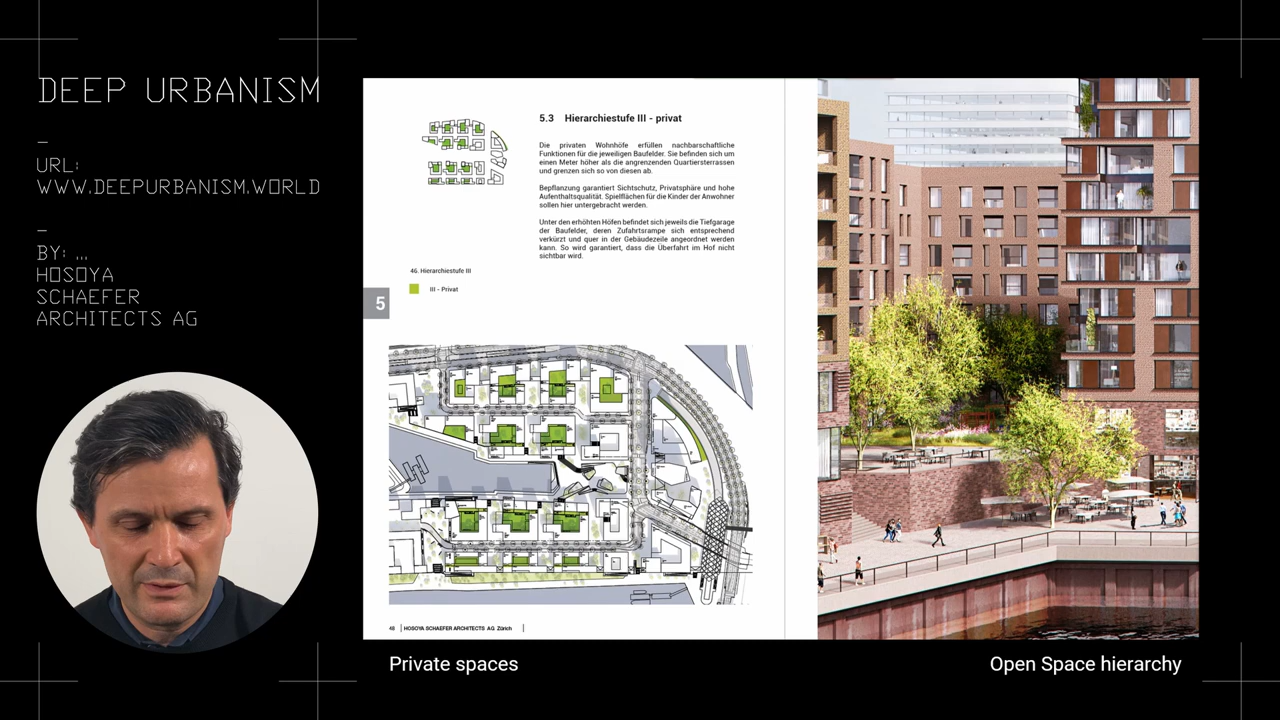 DEEP URBANISM
URL:
WWW.DEEPURBANISM.WORLD
BY: ...
HOSOYA
SCHAEFER
ARCHITECTS AG
5.3 Hierarchiestufe III - privat
Die privaten Wohnhöfe erfüllen nachbarschaftliche
Funktionen für die jeweiligen Baufelder. Sie befinden sich um
einen Meter höher als die angrenzenden Quartiersterrassen
und grenzen sich so von diesen ab.
Bepflanzung garantiert Sichtschutz, Privatsphäre und hohe
Aufenthaltsqualität. Spielflächen für die Kinder der Anwohner
sollen hier untergebracht werden.
Unter den erhöhten Höfen befindet sich jeweils die Tiefgarage
der Baufelder, deren Zufahrtsrampe sich entsprechend
verkürzt und quer in der Gebäudezeile angeordnet werden
kann. So wird garantiert, dass die Überfahrt im Hof nicht
sichtbar wird.
46. Hierarchiestufe III
III - Privat
5
48 | HOSOYA SCHAEFER ARCHITECTS AG Zürich |
Private spaces
Open Space hierarchy